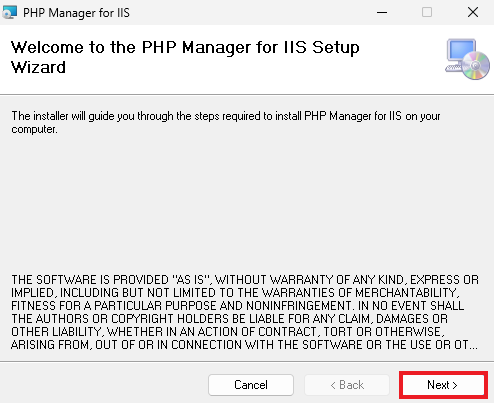 PHP Manager for IIS
Welcome to the PHP Manager for IIS Setup
Wizard
The installer will guide you through the steps required to install PHP Manager for IIS on your
computer.
THE SOFTWARE IS PROVIDED "AS IS", WITHOUT WARRANTY OF ANY KIND, EXPRESS OR
IMPLIED, INCLUDING BUT NOT LIMITED TO THE WARRANTIES OF MERCHANTABILITY,
FITNESS FOR A PARTICULAR PURPOSE AND NONINFRINGEMENT. IN NO EVENT SHALL
THE AUTHORS OR COPYRIGHT HOLDERS BE LIABLE FOR ANY CLAIM, DAMAGES OR
OTHER LIABILITY, WHETHER IN AN ACTION OF CONTRACT, TORT OR OTHERWISE,
ARISING FROM, OUT OF OR IN CONNECTION WITH THE SOFTWARE OR THE USE OR OT...
Cancel < Back Next >